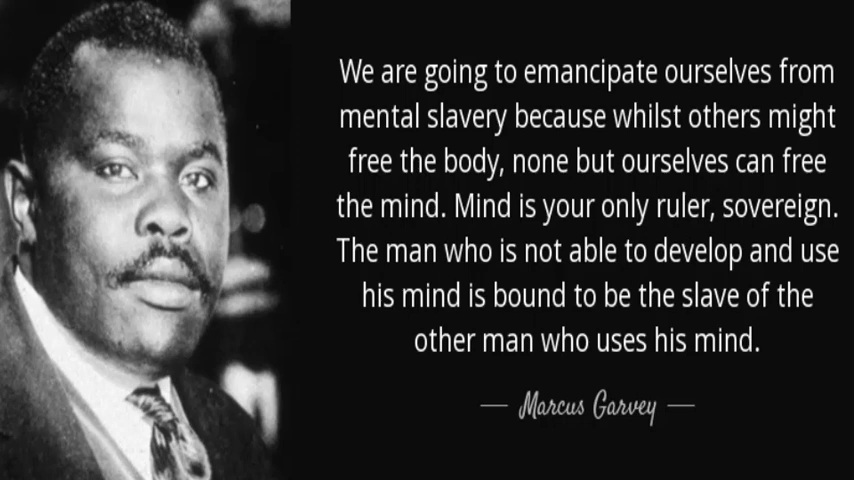 We are going to emancipate ourselves from
mental slavery because whilst others might
free the body, none but ourselves can free
the mind. Mind is your only ruler, sovereign.
The man who is not able to develop and use
his mind is bound to be the slave of the
other man who uses his mind.
— Marcus Garvey —